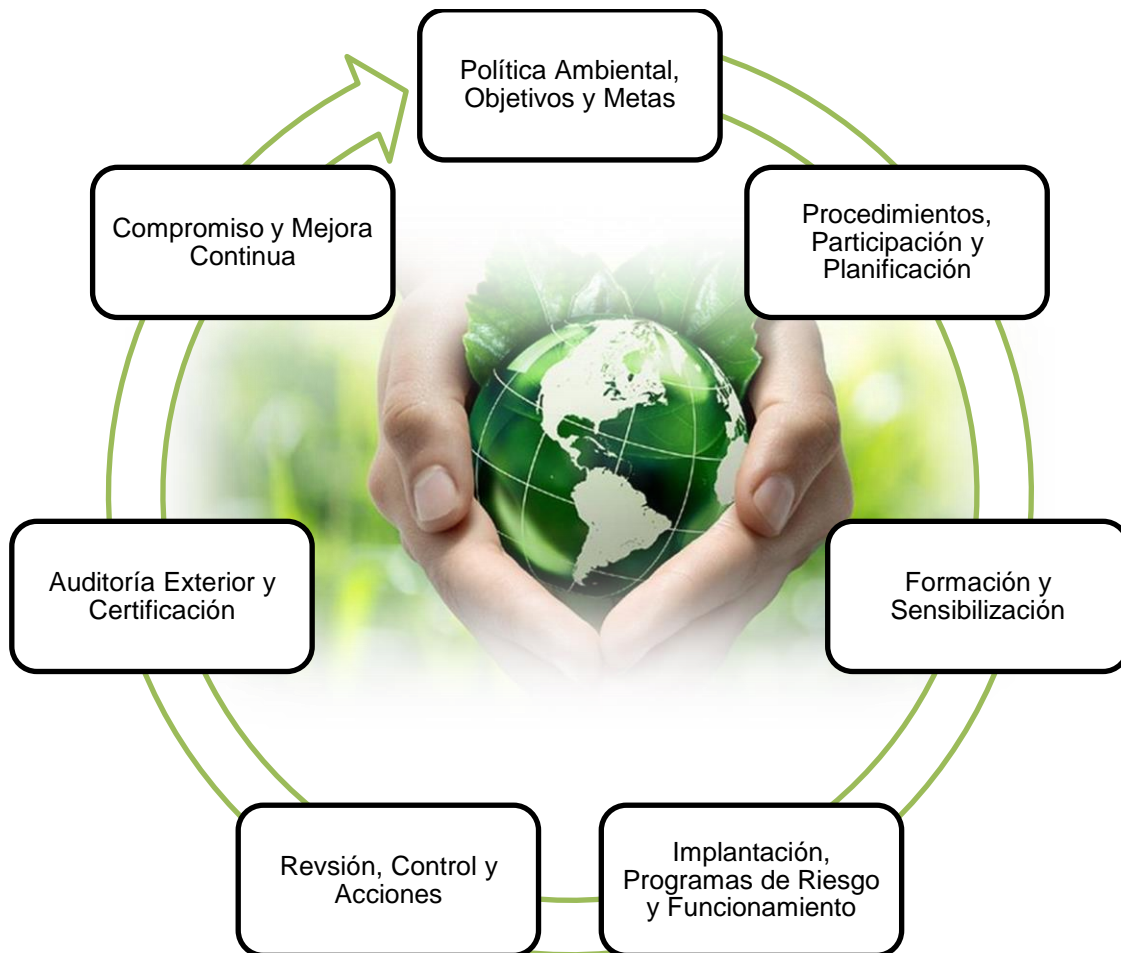 Política Ambiental,
Objetivos y Metas
Procedimientos,
Participación y
Planificación
Formación y
Sensibilización
Implantación,
Programas de Riesgo
y Funcionamiento
Revsión, Control y
Acciones
Auditoría Exterior y
Certificación
Compromiso y Mejora
Continua